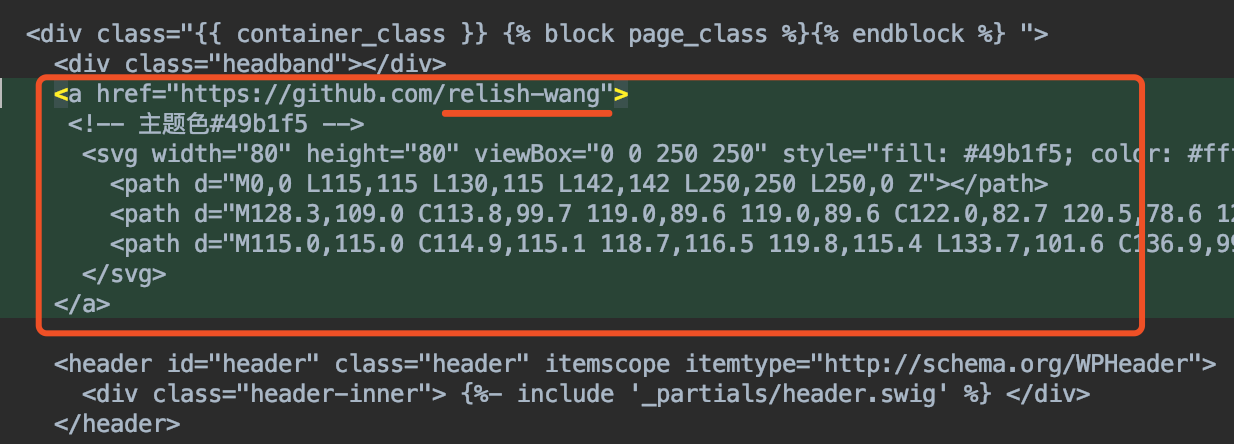 <div class="{{ container_class }} {% block page_class %}{% endblock %} ">
<div class="headband"></div>
<a href="https://github.com/relish-wang">
<!-- 主题色#49b1f5 -->
<svg width="80" height="80" viewBox="0 0 250 250" style="fill: #49b1f5; color: #fff
<path d="M0,0 L115,115 L130,115 L142,142 L250,250 L250,0 Z"></path>
<path d="M128.3,109.0 C113.8,99.7 119.0,89.6 119.0,89.6 C122.0,82.7 120.5,78.6 12
<path d="M115.0,115.0 C114.9,115.1 118.7,116.5 119.8,115.4 L133.7,101.6 C136.9,99
</svg>
</a>
<header id="header" class="header" itemscope itemtype="http://schema.org/WPHeader">
<div class="header-inner"> {%- include '_partials/header.swig' %} </div>
</header>